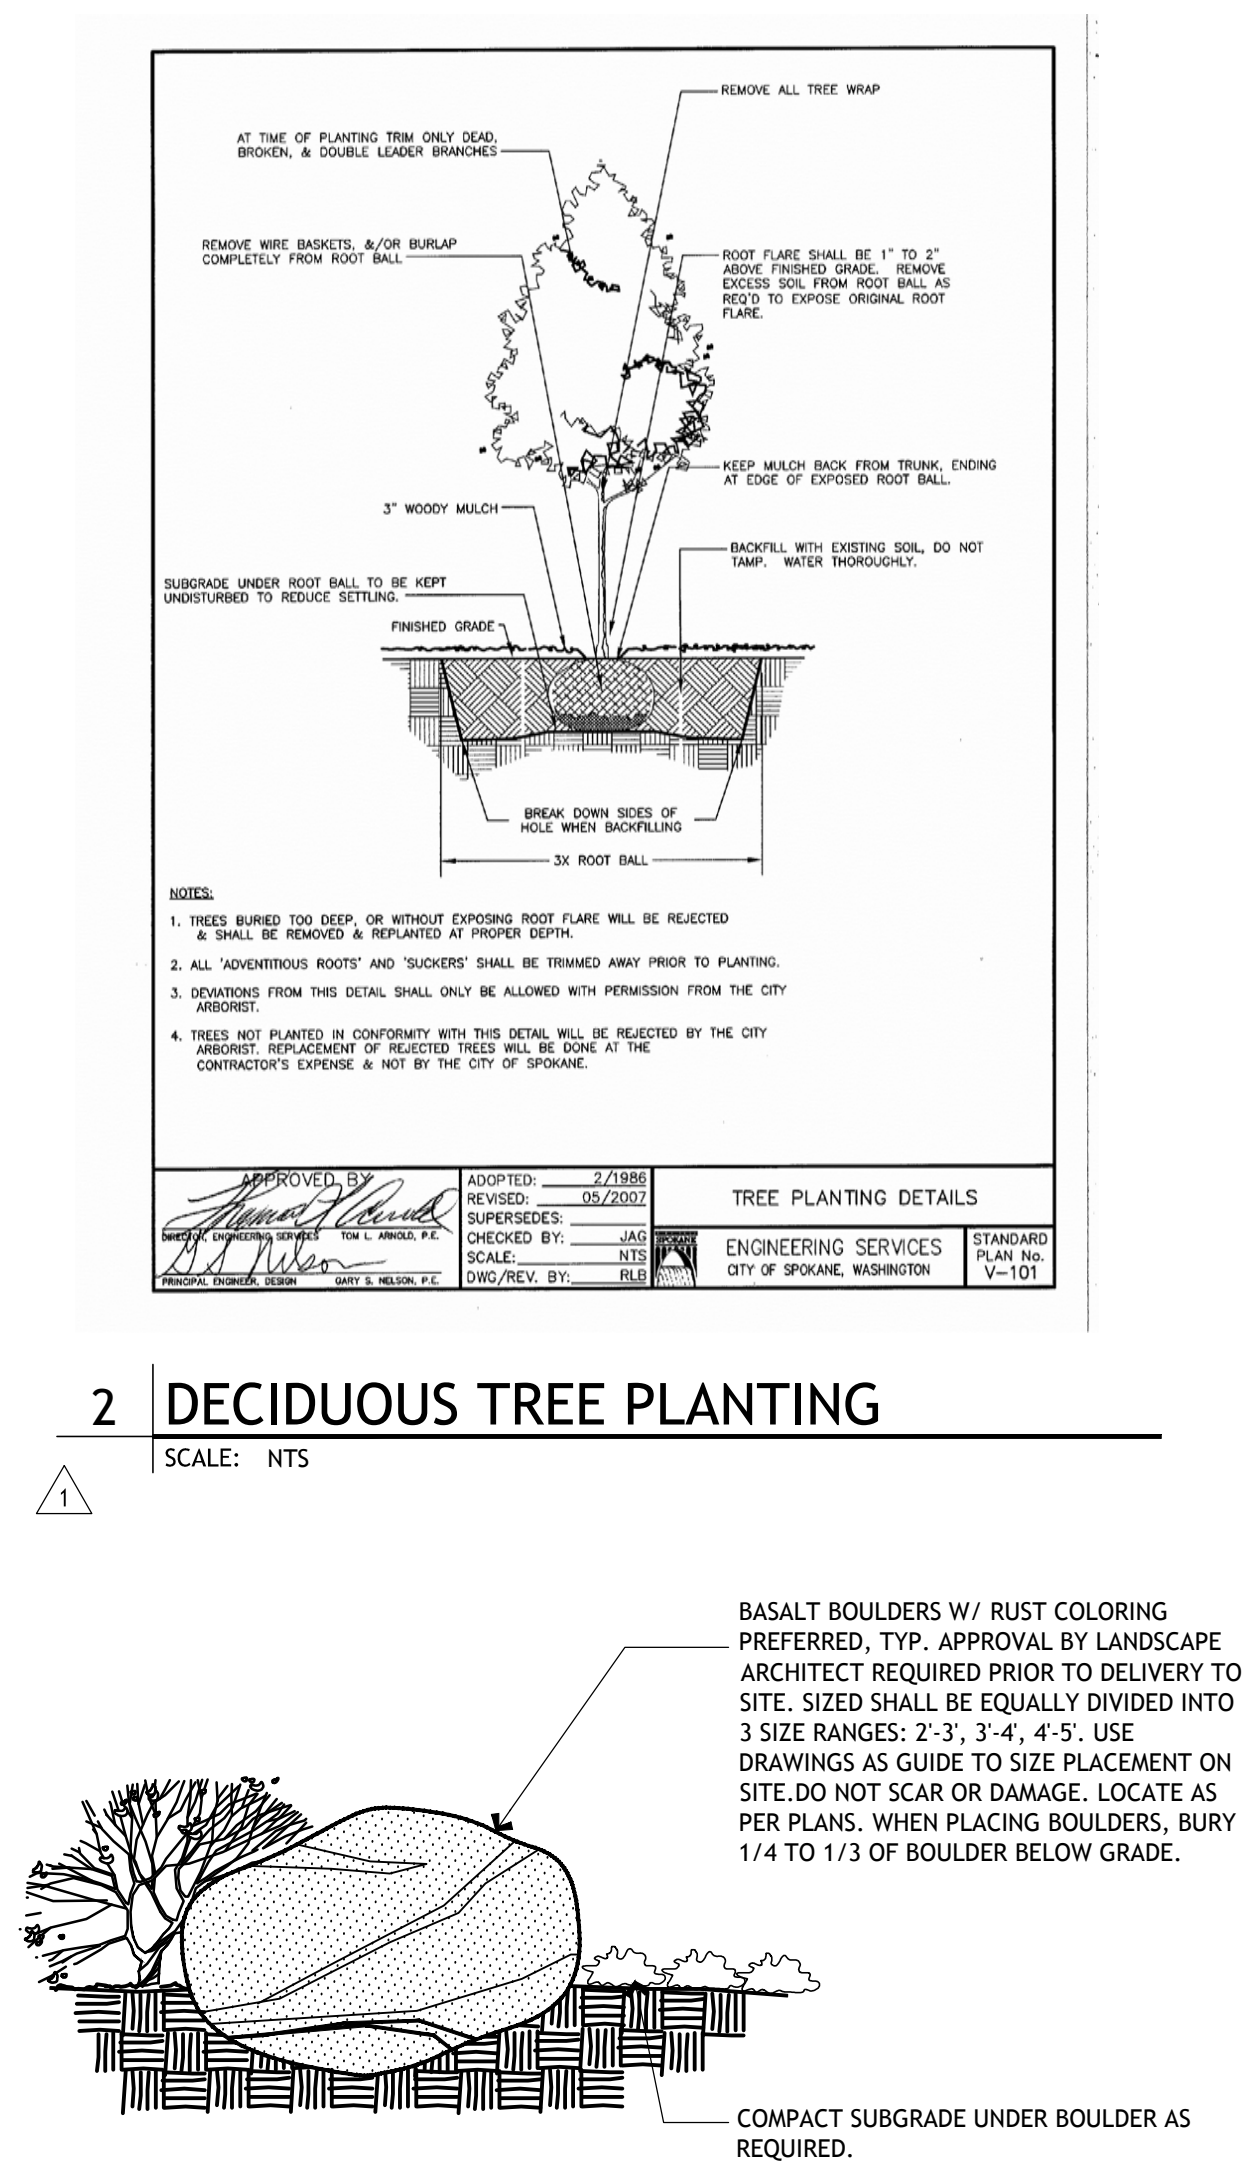 REMOVE ALL TREE WRAP
AT TIME OF PLANTING TRIM ONLY DEAD,
BROKEN, & DOUBLE LEADER BRANCHES
REMOVE WIRE BASKETS, &/OR BURLAP
COMPLETELY FROM ROOT BALL
ROOT FLARE SHALL BE 1" TO 2"
ABOVE FINISHED GRADE. REMOVE
EXCESS SOIL FROM ROOT BALL AS
REQ'D TO EXPOSE ORIGINAL ROOT
FLARE.
KEEP MULCH BACK FROM TRUNK, ENDING
AT EDGE OF EXPOSED ROOT BALL.
3" WOODY MULCH
BACKFILL WITH EXISTING SOIL, DO NOT
TAMP. WATER THOROUGHLY.
SUBGRADE UNDER ROOT BALL TO BE KEPT
UNDISTURBED TO REDUCE SETTLING.
FINISHED GRADE
BREAK DOWN SIDES OF
HOLE WHEN BACKFILLING
3X ROOT BALL
NOTES:
1. TREES BURIED TOO DEEP, OR WITHOUT EXPOSING ROOT FLARE WILL BE REJECTED
& SHALL BE REMOVED & REPLANTED AT PROPER DEPTH.
2. ALL 'ADVENTITIOUS ROOTS' AND 'SUCKERS' SHALL BE TRIMMED AWAY PRIOR TO PLANTING.
3. DEVIATIONS FROM THIS DETAIL SHALL ONLY BE ALLOWED WITH PERMISSION FROM THE CITY
ARBORIST.
4. TREES NOT PLANTED IN CONFORMITY WITH THIS DETAIL WILL BE REJECTED BY THE CITY
ARBORIST. REPLACEMENT OF REJECTED TREES WILL BE DONE AT THE
CONTRACTOR'S EXPENSE & NOT BY THE CITY OF SPOKANE.
APPROVED BY
DIRECTOR, ENGINEERING SERVICES TOM L. ARNOLD, P.E.
PRINCIPAL ENGINEER, DESIGN GARY S. NELSON, P.E.
ADOPTED: 2/1986
REVISED: 05/2007
SUPERSEDES:
CHECKED BY: JAG
SCALE: NTS
DWG/REV. BY: RLB
TREE PLANTING DETAILS
SPOKANE
ENGINEERING SERVICES
CITY OF SPOKANE, WASHINGTON
STANDARD
PLAN No.
V-101
2 DECIDUOUS TREE PLANTING
SCALE: NTS
1
BASALT BOULDERS W/ RUST COLORING
PREFERRED, TYP. APPROVAL BY LANDSCAPE
ARCHITECT REQUIRED PRIOR TO DELIVERY TO
SITE. SIZED SHALL BE EQUALLY DIVIDED INTO
3 SIZE RANGES: 2'-3', 3'-4', 4'-5'. USE
DRAWINGS AS GUIDE TO SIZE PLACEMENT ON
SITE.DO NOT SCAR OR DAMAGE. LOCATE AS
PER PLANS. WHEN PLACING BOULDERS, BURY
1/4 TO 1/3 OF BOULDER BELOW GRADE.
COMPACT SUBGRADE UNDER BOULDER AS
REQUIRED.